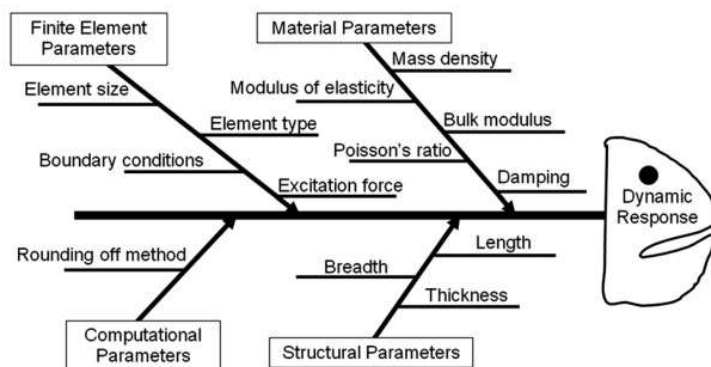 Finite Element
Parameters
Material Parameters
Mass density
Element size
Modulus of elasticity
Element type
Bulk modulus
Boundary conditions
Poisson's ratio
Excitation force
Damping
Dynamic
Response
Rounding off method
Length
Breadth
Thickness
Computational
Parameters
Structural Parameters